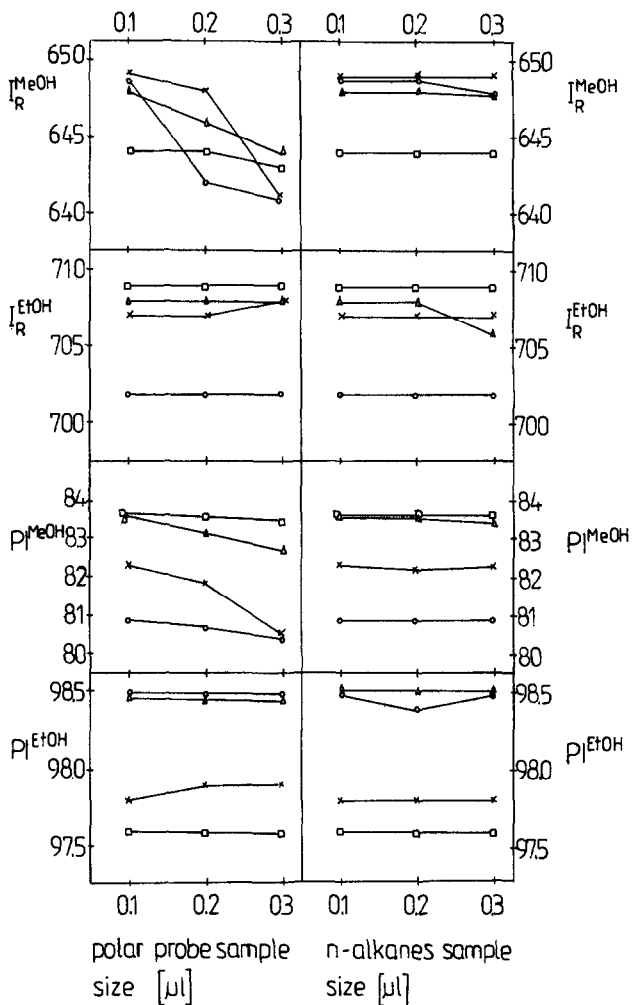 0.1 0.2 0.3 0.1 0.2 0.3
650 650
I_R^MeOH I_R^MeOH
645 645
640 640
710 710
I_R^EtOH I_R^EtOH
705 705
700 700
84 84
PI^MeOH PI^MeOH
83 83
82 82
81 81
80 80
98.5 98.5
PI^EtOH PI^EtOH
98.0 98.0
97.5 97.5
0.1 0.2 0.3 0.1 0.2 0.3
polar probe sample n-alkanes sample
size [µl] size [µl]